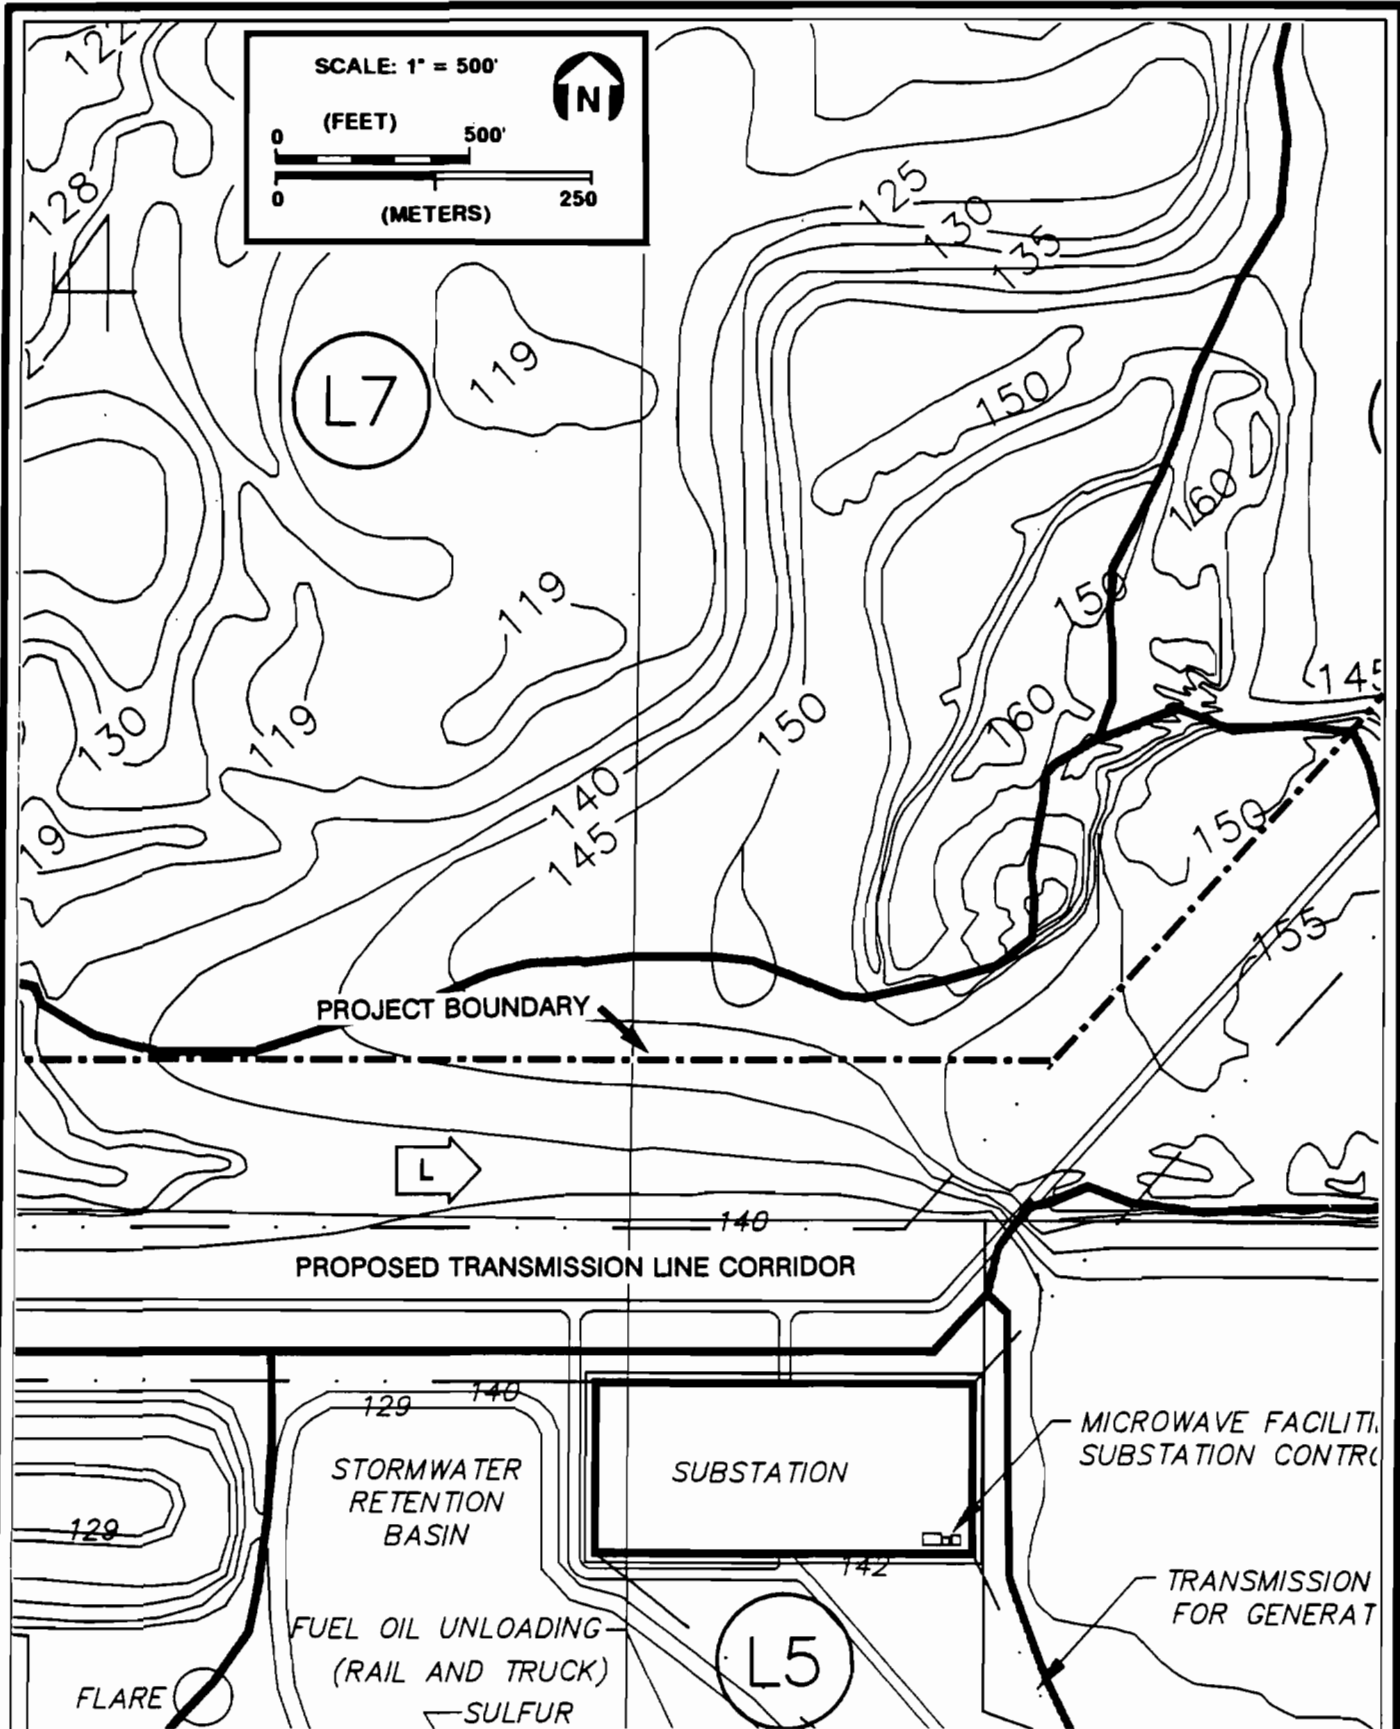 122
SCALE: 1" = 500'
N
(FEET)
0 500'
0 250
(METERS)
128
4
125
130
135
L7
119
150
160
119
150
145
130
119
160
150
140
150
19
145
155
PROJECT BOUNDARY
L
140
PROPOSED TRANSMISSION LINE CORRIDOR
129
140
MICROWAVE FACILITI
SUBSTATION CONTRO
STORMWATER
RETENTION
BASIN
SUBSTATION
129
142
TRANSMISSION
FOR GENERAT
FUEL OIL UNLOADING
(RAIL AND TRUCK)
L5
FLARE
SULFUR